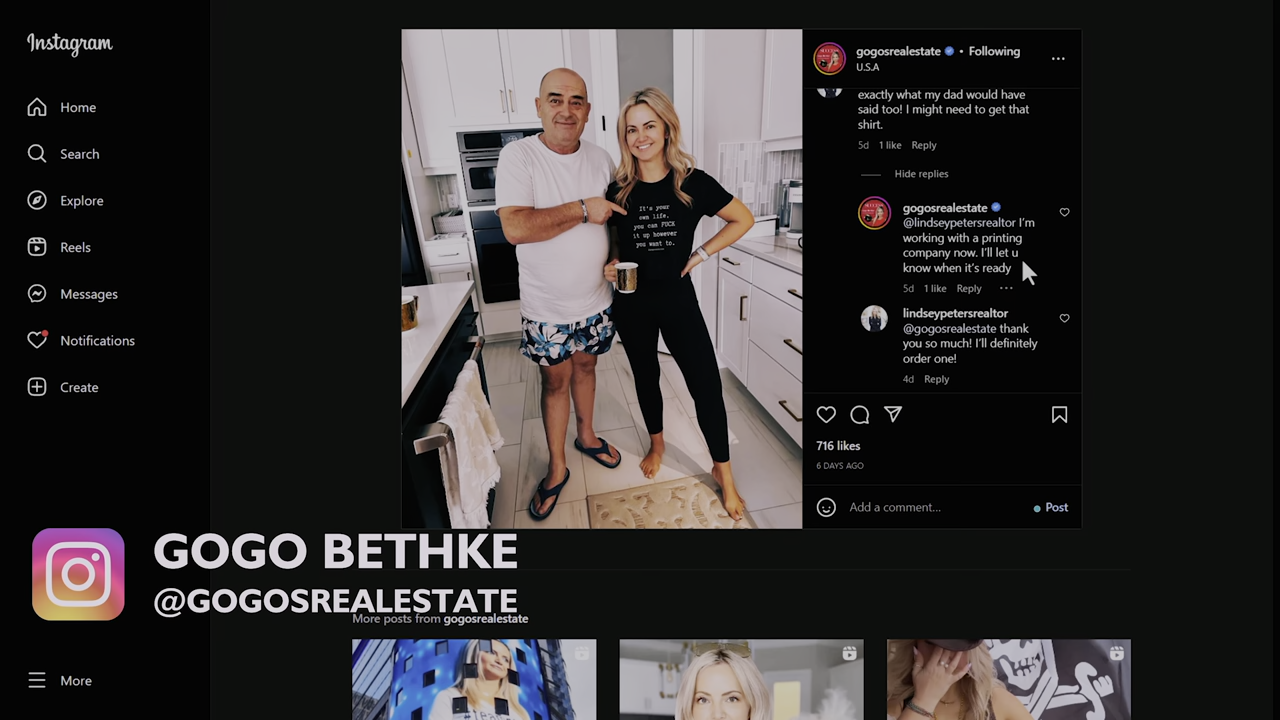 Instagram
Home
Search
Explore
Reels
Messages
Notifications
Create
More
It's your
own life.
you can FUCK
it up however
you want to.
gogosrealestate • Following
U.S.A
exactly what my dad would have
said too! I might need to get that
shirt.
5d 1 like Reply
Hide replies
gogosrealestate
@lindseypetersrealtor I'm
working with a printing
company now. I'll let u
know when it's ready
5d 1 like Reply ...
lindseypetersrealtor
@gogosrealestate thank
you so much! I'll definitely
order one!
4d Reply
716 likes
6 DAYS AGO
Add a comment...
Post
GOGO BETHKE
@GOGOSREALESTATE
More posts from gogosrealestate